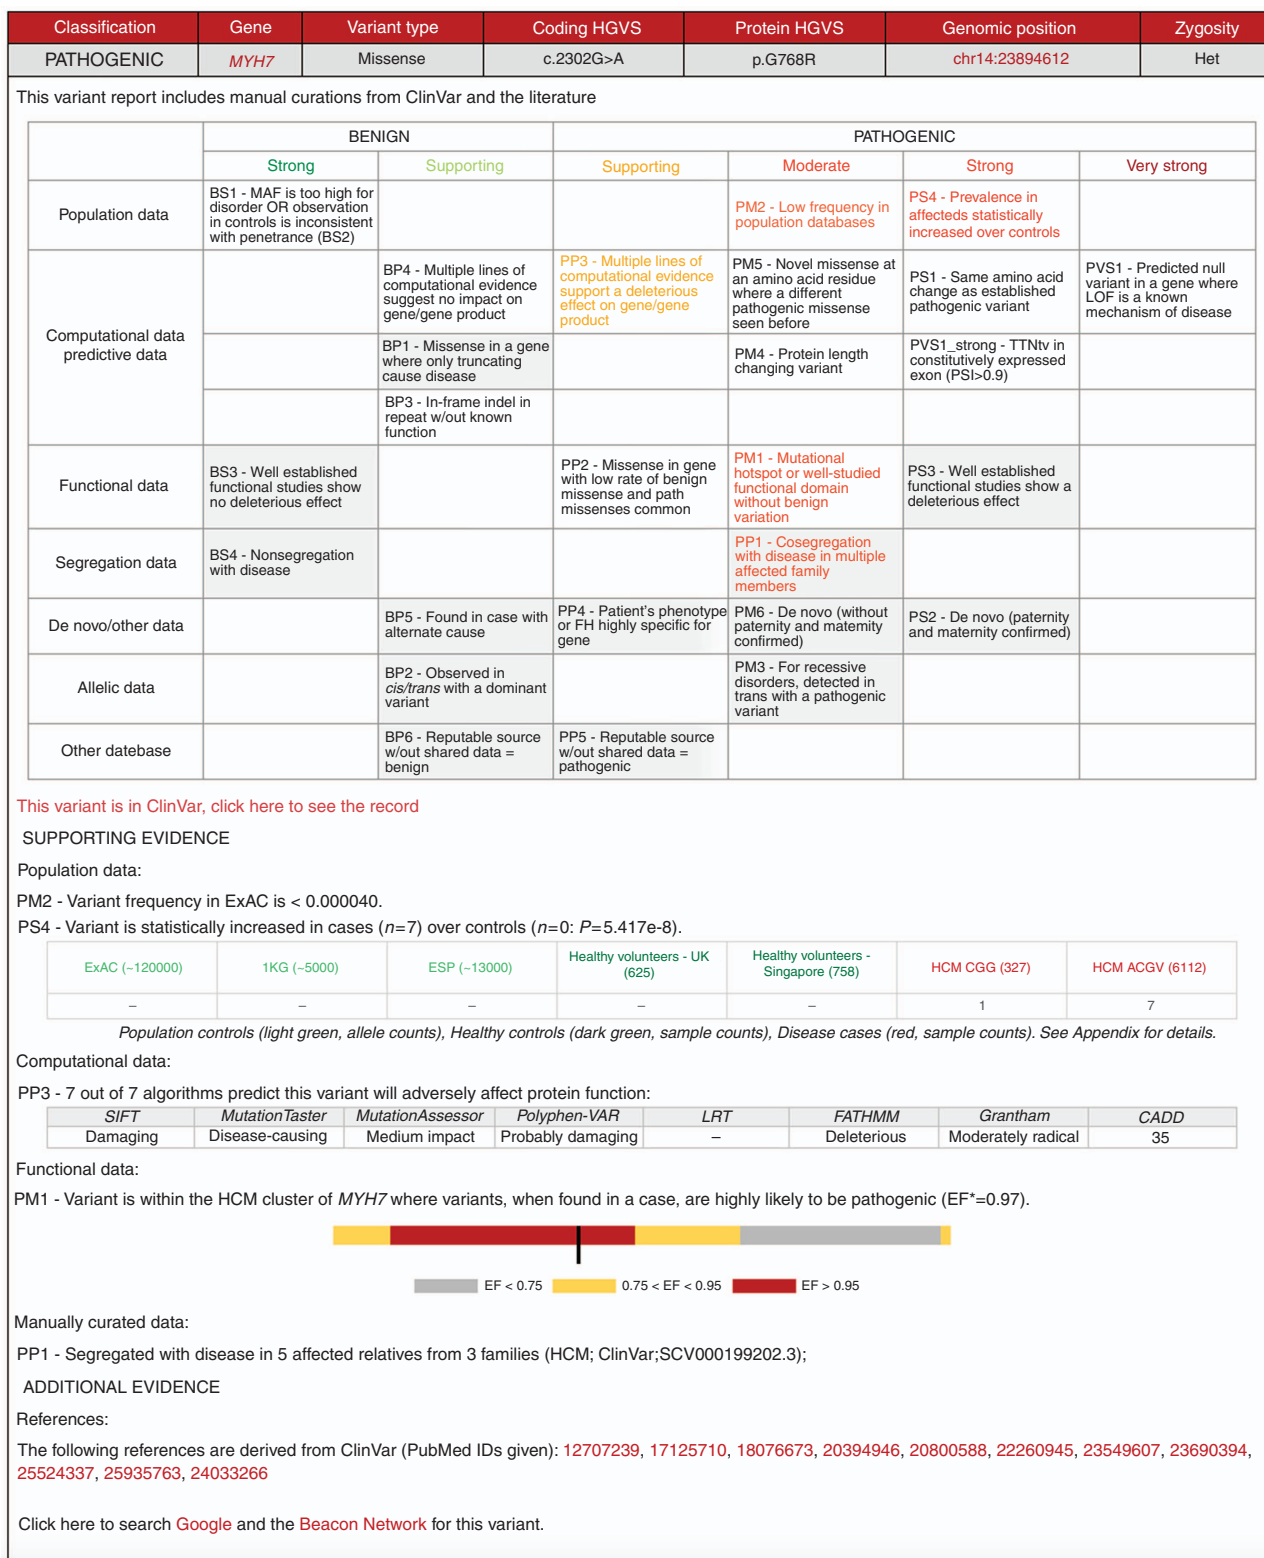 Classification Gene Variant type Coding HGVS Protein HGVS Genomic position Zygosity
PATHOGENIC MYH7 Missense c.2302G>A p.G768R chr14:23894612 Het
This variant report includes manual curations from ClinVar and the literature
BENIGN PATHOGENIC
Strong Supporting Supporting Moderate Strong Very strong
Population data
BS1 - MAF is too high for
disorder OR observation
in controls is inconsistent
with penetrance (BS2)
PM2 - Low frequency in
population databases
PS4 - Prevalence in
affecteds statistically
increased over controls
Computational data
predictive data
BP4 - Multiple lines of
computational evidence
suggest no impact on
gene/gene product
PP3 - Multiple lines of
computational evidence
support a deleterious
effect on gene/gene
product
PM5 - Novel missense at
an amino acid residue
where a different
pathogenic missense
seen before
PS1 - Same amino acid
change as established
pathogenic variant
PVS1 - Predicted null
variant in a gene where
LOF is a known
mechanism of disease
BP1 - Missense in a gene
where only truncating
cause disease
PM4 - Protein length
changing variant
PVS1_strong - TTNtv in
constitutively expressed
exon (PSI>0.9)
BP3 - In-frame indel in
repeat w/out known
function
Functional data
BS3 - Well established
functional studies show
no deleterious effect
PP2 - Missense in gene
with low rate of benign
missense and path
missenses common
PM1 - Mutational
hotspot or well-studied
functional domain
without benign
variation
PS3 - Well established
functional studies show a
deleterious effect
Segregation data
BS4 - Nonsegregation
with disease
PP1 - Cosegregation
with disease in multiple
affected family
members
De novo/other data
BP5 - Found in case with
alternate cause
PP4 - Patient's phenotype
or FH highly specific for
gene
PM6 - De novo (without
paternity and matemity
confirmed)
PS2 - De novo (paternity
and maternity confirmed)
Allelic data
BP2 - Observed in
cis/trans with a dominant
variant
PM3 - For recessive
disorders, detected in
trans with a pathogenic
variant
Other datebase
BP6 - Reputable source
w/out shared data =
benign
PP5 - Reputable source
w/out shared data =
pathogenic
This variant is in ClinVar, click here to see the record
SUPPORTING EVIDENCE
Population data:
PM2 - Variant frequency in ExAC is < 0.000040.
PS4 - Variant is statistically increased in cases (n=7) over controls (n=0: P=5.417e-8).
ExAC (~120000) 1KG (~5000) ESP (~13000) Healthy volunteers - UK (625) Healthy volunteers - Singapore (758) HCM CGG (327) HCM ACGV (6112)
– – – – – 1 7
Population controls (light green, allele counts), Healthy controls (dark green, sample counts), Disease cases (red, sample counts). See Appendix for details.
Computational data:
PP3 - 7 out of 7 algorithms predict this variant will adversely affect protein function:
SIFT MutationTaster MutationAssessor Polyphen-VAR LRT FATHMM Grantham CADD
Damaging Disease-causing Medium impact Probably damaging – Deleterious Moderately radical 35
Functional data:
PM1 - Variant is within the HCM cluster of MYH7 where variants, when found in a case, are highly likely to be pathogenic (EF*=0.97).
EF < 0.75 0.75 < EF < 0.95 EF > 0.95
Manually curated data:
PP1 - Segregated with disease in 5 affected relatives from 3 families (HCM; ClinVar;SCV000199202.3);
ADDITIONAL EVIDENCE
References:
The following references are derived from ClinVar (PubMed IDs given): 12707239, 17125710, 18076673, 20394946, 20800588, 22260945, 23549607, 23690394,
25524337, 25935763, 24033266
Click here to search Google and the Beacon Network for this variant.